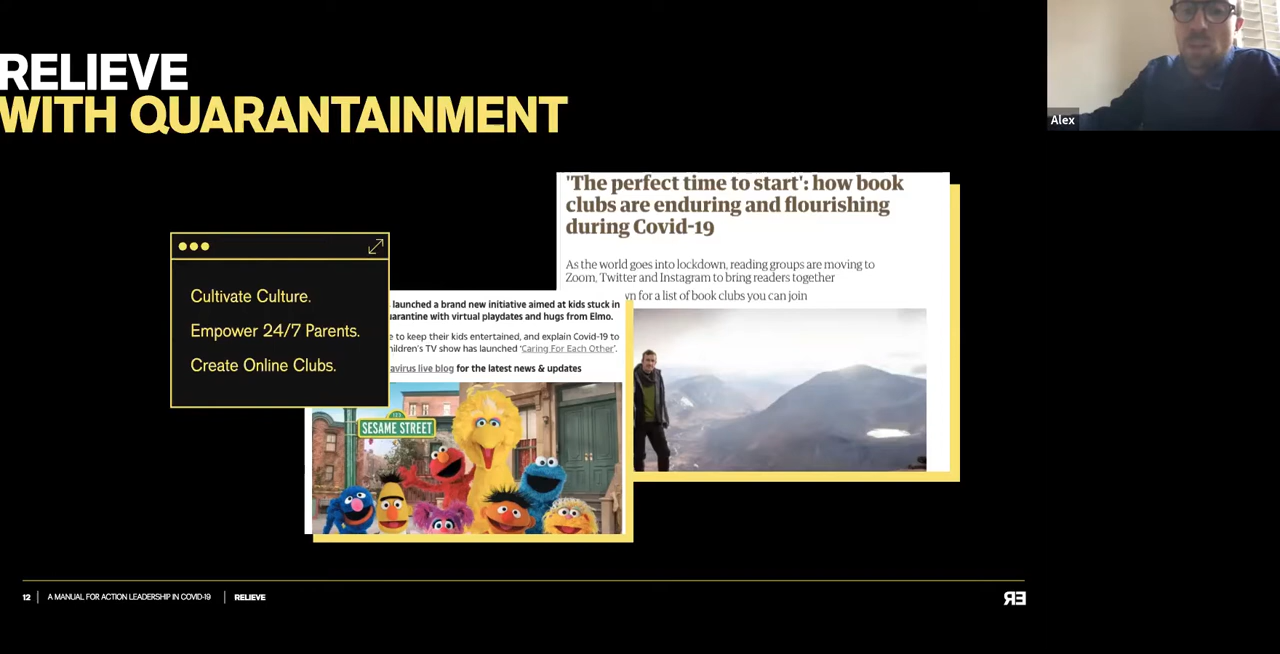 RELIEVE
WITH QUARANTAINMENT
Alex
'The perfect time to start': how book
clubs are enduring and flourishing
during Covid-19
As the world goes into lockdown, reading groups are moving to
Zoom, Twitter and Instagram to bring readers together
for a list of book clubs you can join
Cultivate Culture.
Empower 24/7 Parents.
Create Online Clubs.
launched a brand new initiative aimed at kids stuck in
with virtual playdates and hugs from Elmo.
to keep their kids entertained, and explain Covid-19 to
TV show has launched 'Caring For Each Other'.
live blog for the latest news & updates
123
SESAME STREET
12 | A MANUAL FOR ACTION LEADERSHIP IN COVID-19 | RELIEVE